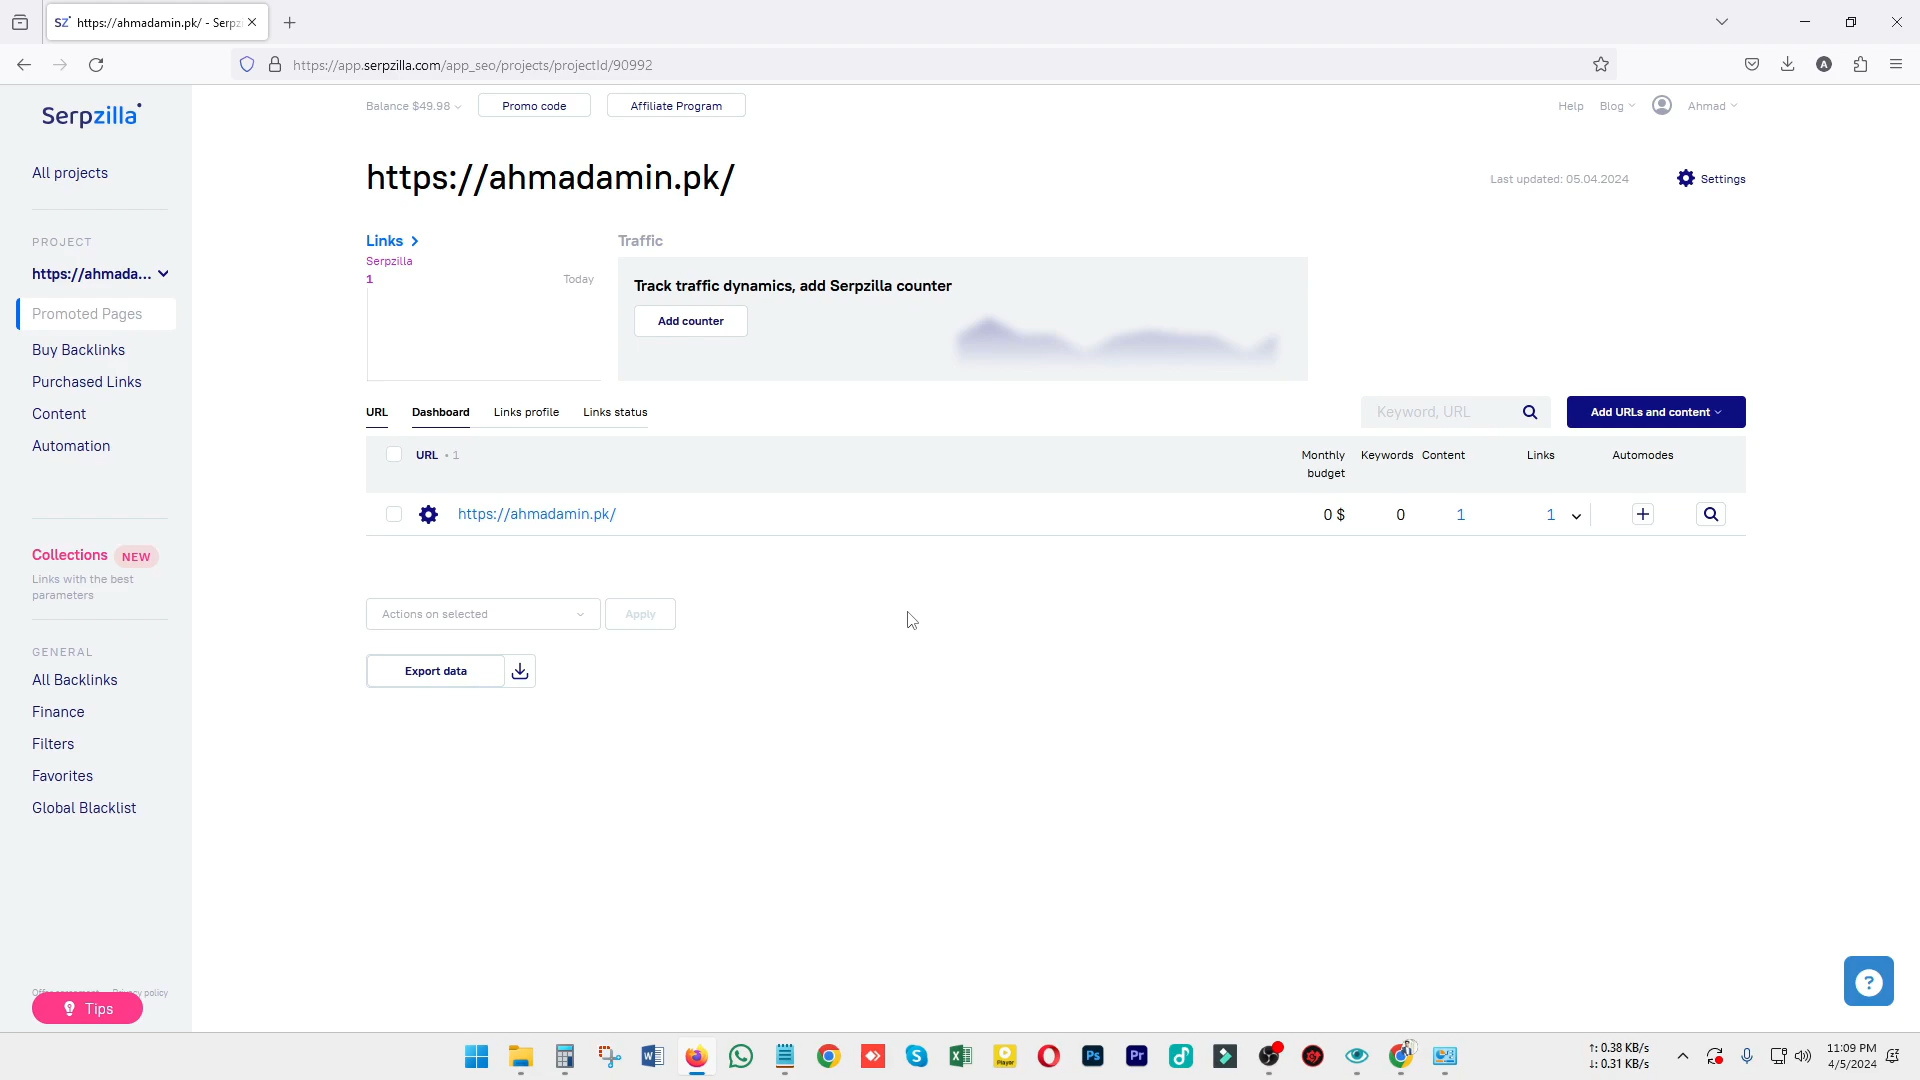 SZ https://ahmadamin.pk/ - Serpz
https://app.serpzilla.com/app_seo/projects/projectId/90992
A
Serpzilla
Balance $49.98
Promo code
Affiliate Program
Help
Blog
Ahmad
All projects
https://ahmadamin.pk/
Last updated: 05.04.2024
Settings
PROJECT
https://ahmada...
Promoted Pages
Buy Backlinks
Purchased Links
Content
Automation
Links
Serpzilla
1
Today
Traffic
Track traffic dynamics, add Serpzilla counter
Add counter
URL
Dashboard
Links profile
Links status
Keyword, URL
Add URLs and content
URL • 1
Monthly budget
Keywords
Content
Links
Automodes
https://ahmadamin.pk/
0 $
0
1
1
Collections NEW
Links with the best
parameters
Actions on selected
Apply
Export data
GENERAL
All Backlinks
Finance
Filters
Favorites
Global Blacklist
Privacy policy
Tips
?
Ps
Pr
Player
↑: 0.38 KB/s
↓: 0.31 KB/s
11:09 PM
4/5/2024